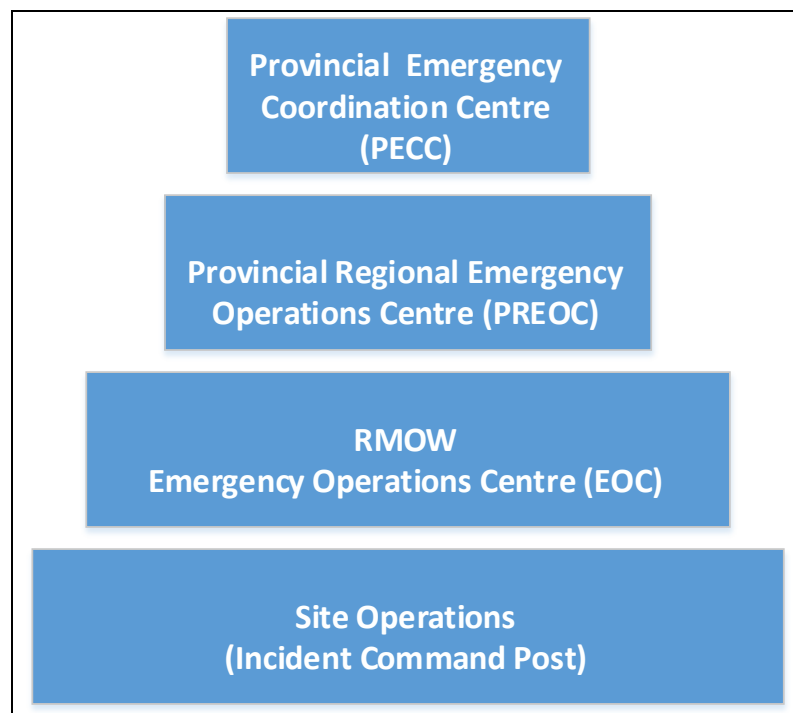 Provincial Emergency
Coordination Centre
(PECC)
Provincial Regional Emergency
Operations Centre (PREOC)
RMOW
Emergency Operations Centre (EOC)
Site Operations
(Incident Command Post)